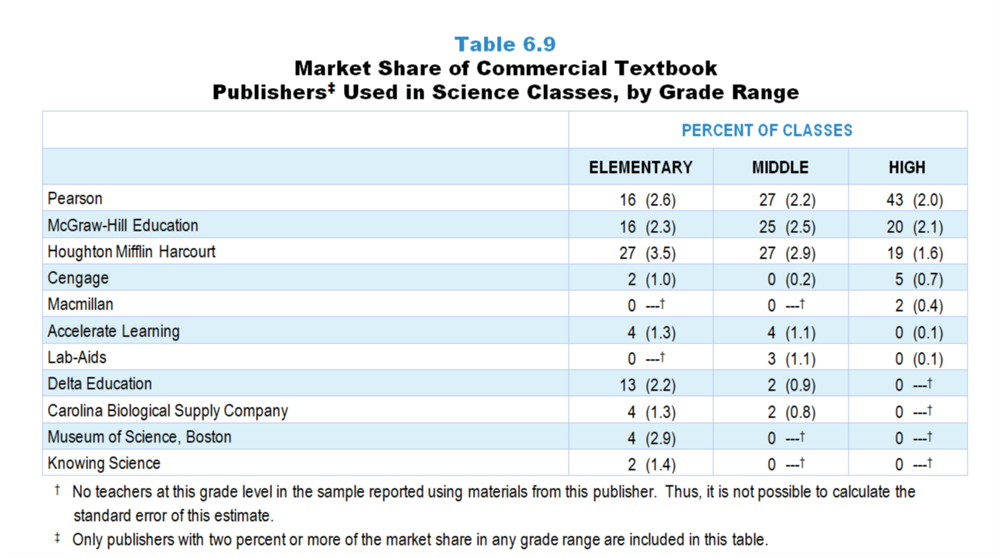 Table 6.9
Market Share of Commercial Textbook
Publishers‡ Used in Science Classes, by Grade Range
PERCENT OF CLASSES
ELEMENTARY MIDDLE HIGH
Pearson 16 (2.6) 27 (2.2) 43 (2.0)
McGraw-Hill Education 16 (2.3) 25 (2.5) 20 (2.1)
Houghton Mifflin Harcourt 27 (3.5) 27 (2.9) 19 (1.6)
Cengage 2 (1.0) 0 (0.2) 5 (0.7)
Macmillan 0 ---† 0 ---† 2 (0.4)
Accelerate Learning 4 (1.3) 4 (1.1) 0 (0.1)
Lab-Aids 0 ---† 3 (1.1) 0 (0.1)
Delta Education 13 (2.2) 2 (0.9) 0 ---†
Carolina Biological Supply Company 4 (1.3) 2 (0.8) 0 ---†
Museum of Science, Boston 4 (2.9) 0 ---† 0 ---†
Knowing Science 2 (1.4) 0 ---† 0 ---†
† No teachers at this grade level in the sample reported using materials from this publisher. Thus, it is not possible to calculate the
standard error of this estimate.
‡ Only publishers with two percent or more of the market share in any grade range are included in this table.